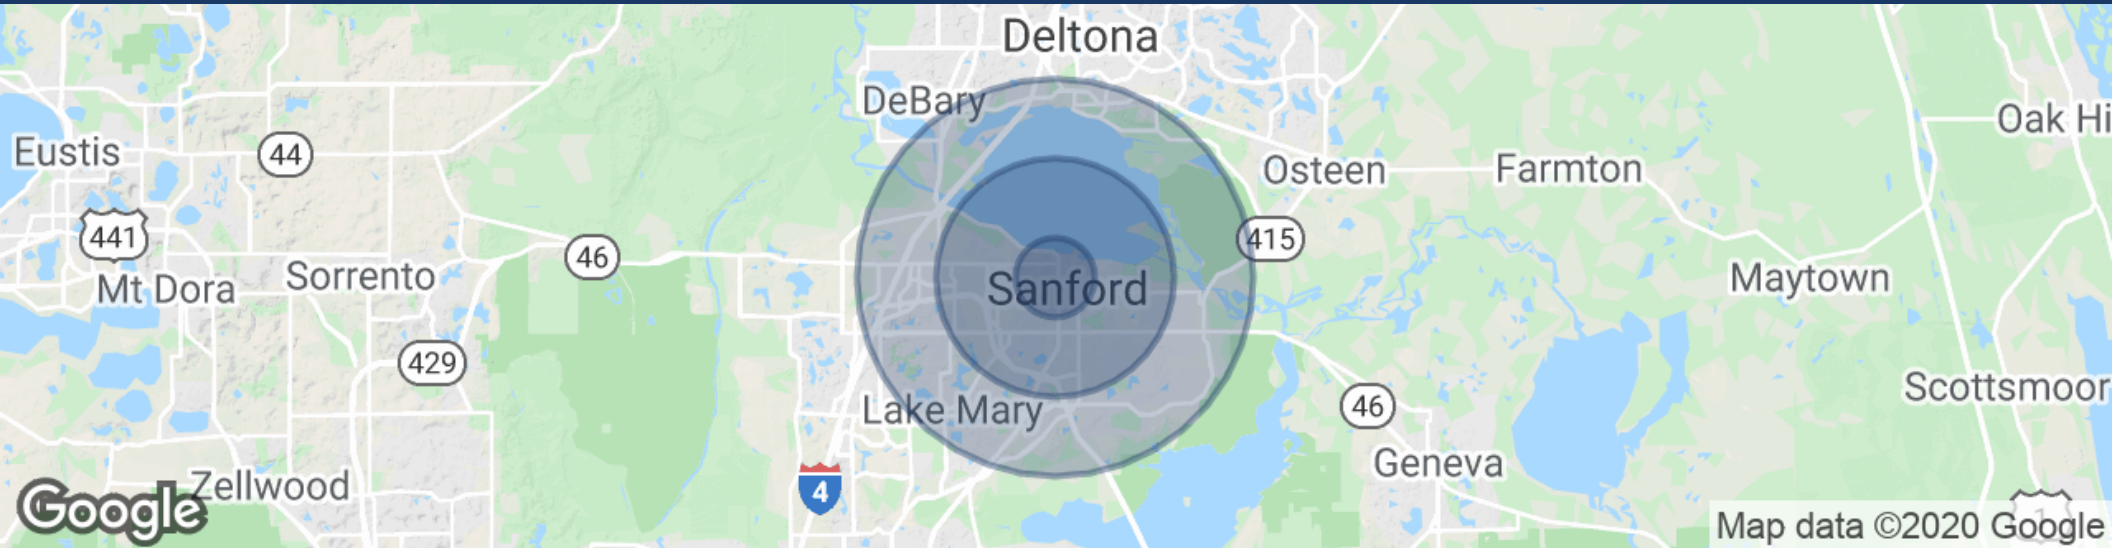 Deltona
DeBary
Oak Hi
Eustis
44
Osteen
Farmton
441
46
415
Mt Dora
Sorrento
Sanford
Maytown
429
Lake Mary
46
Scottsmoor
Zellwood
4
Geneva
Google
1
Map data ©2020 Google